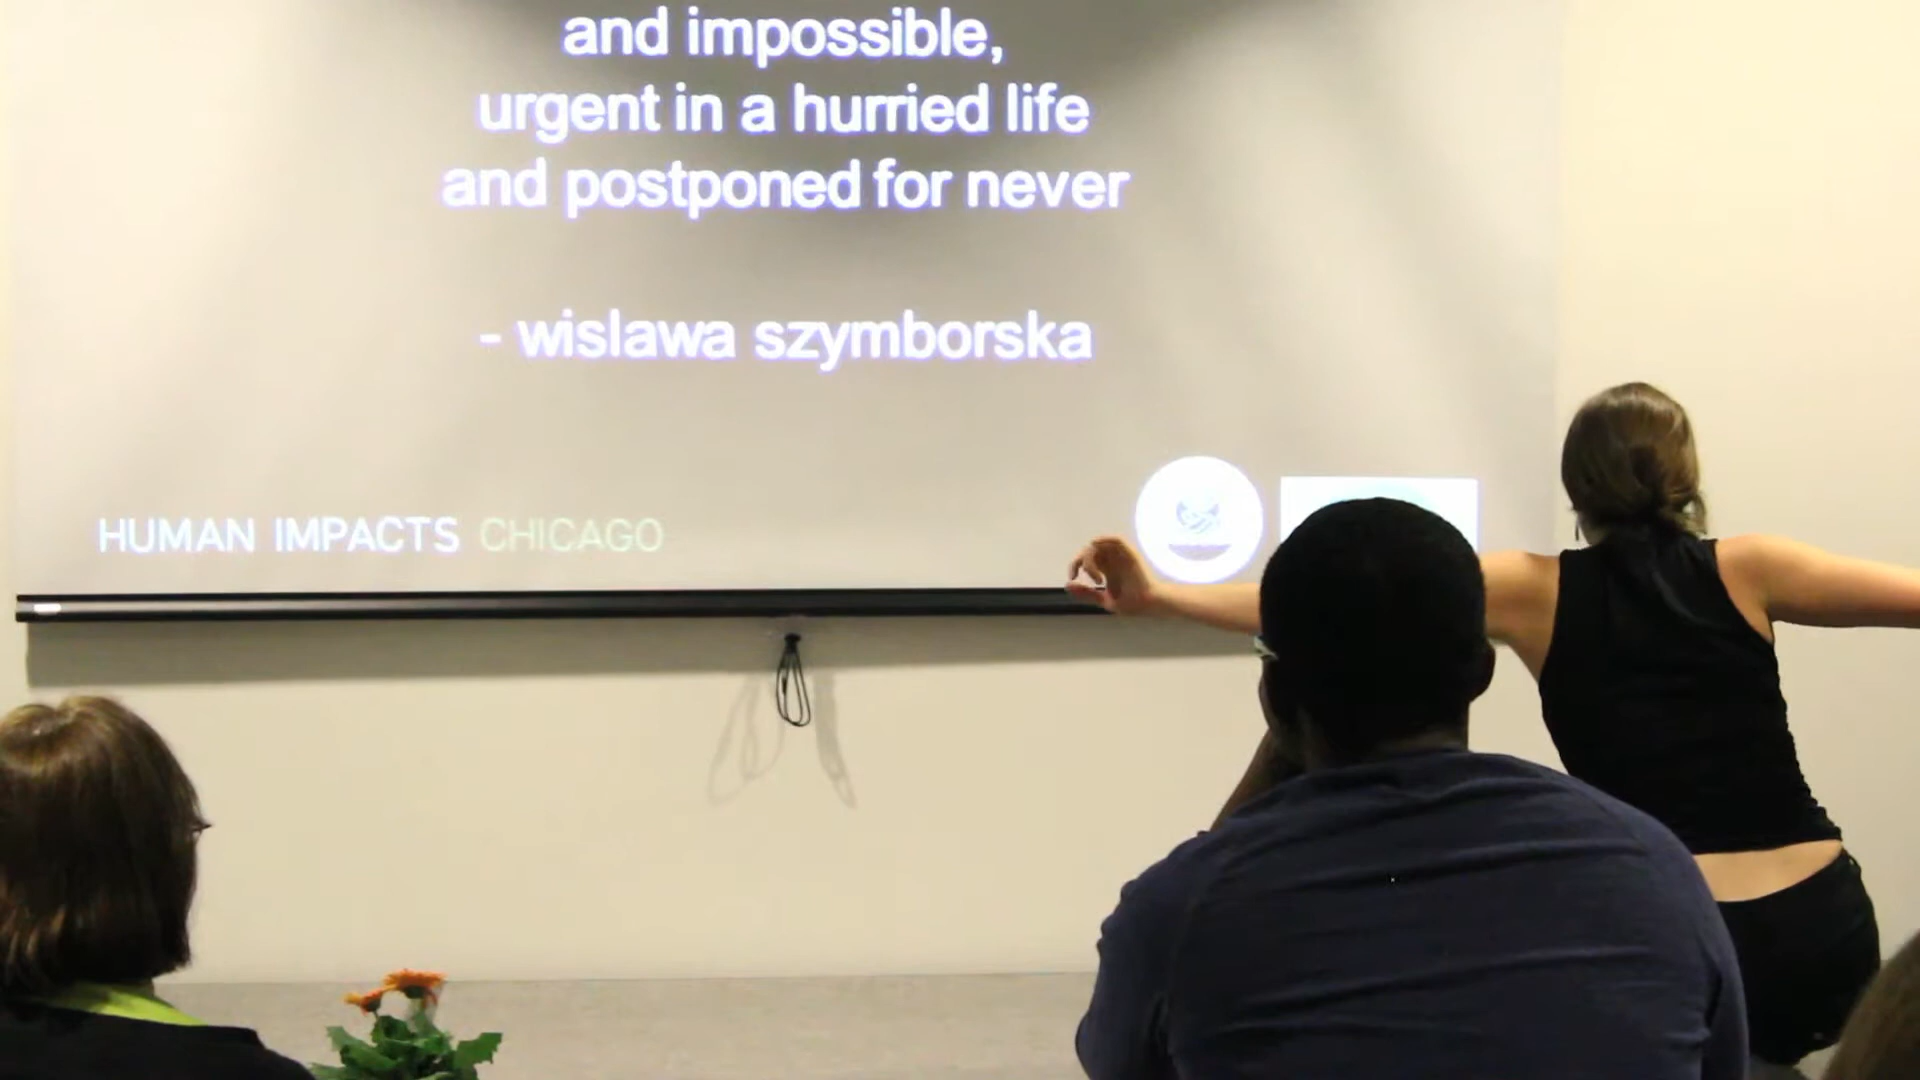 and impossible,
urgent in a hurried life
and postponed for never
- wislawa szymborska
HUMAN IMPACTS CHICAGO